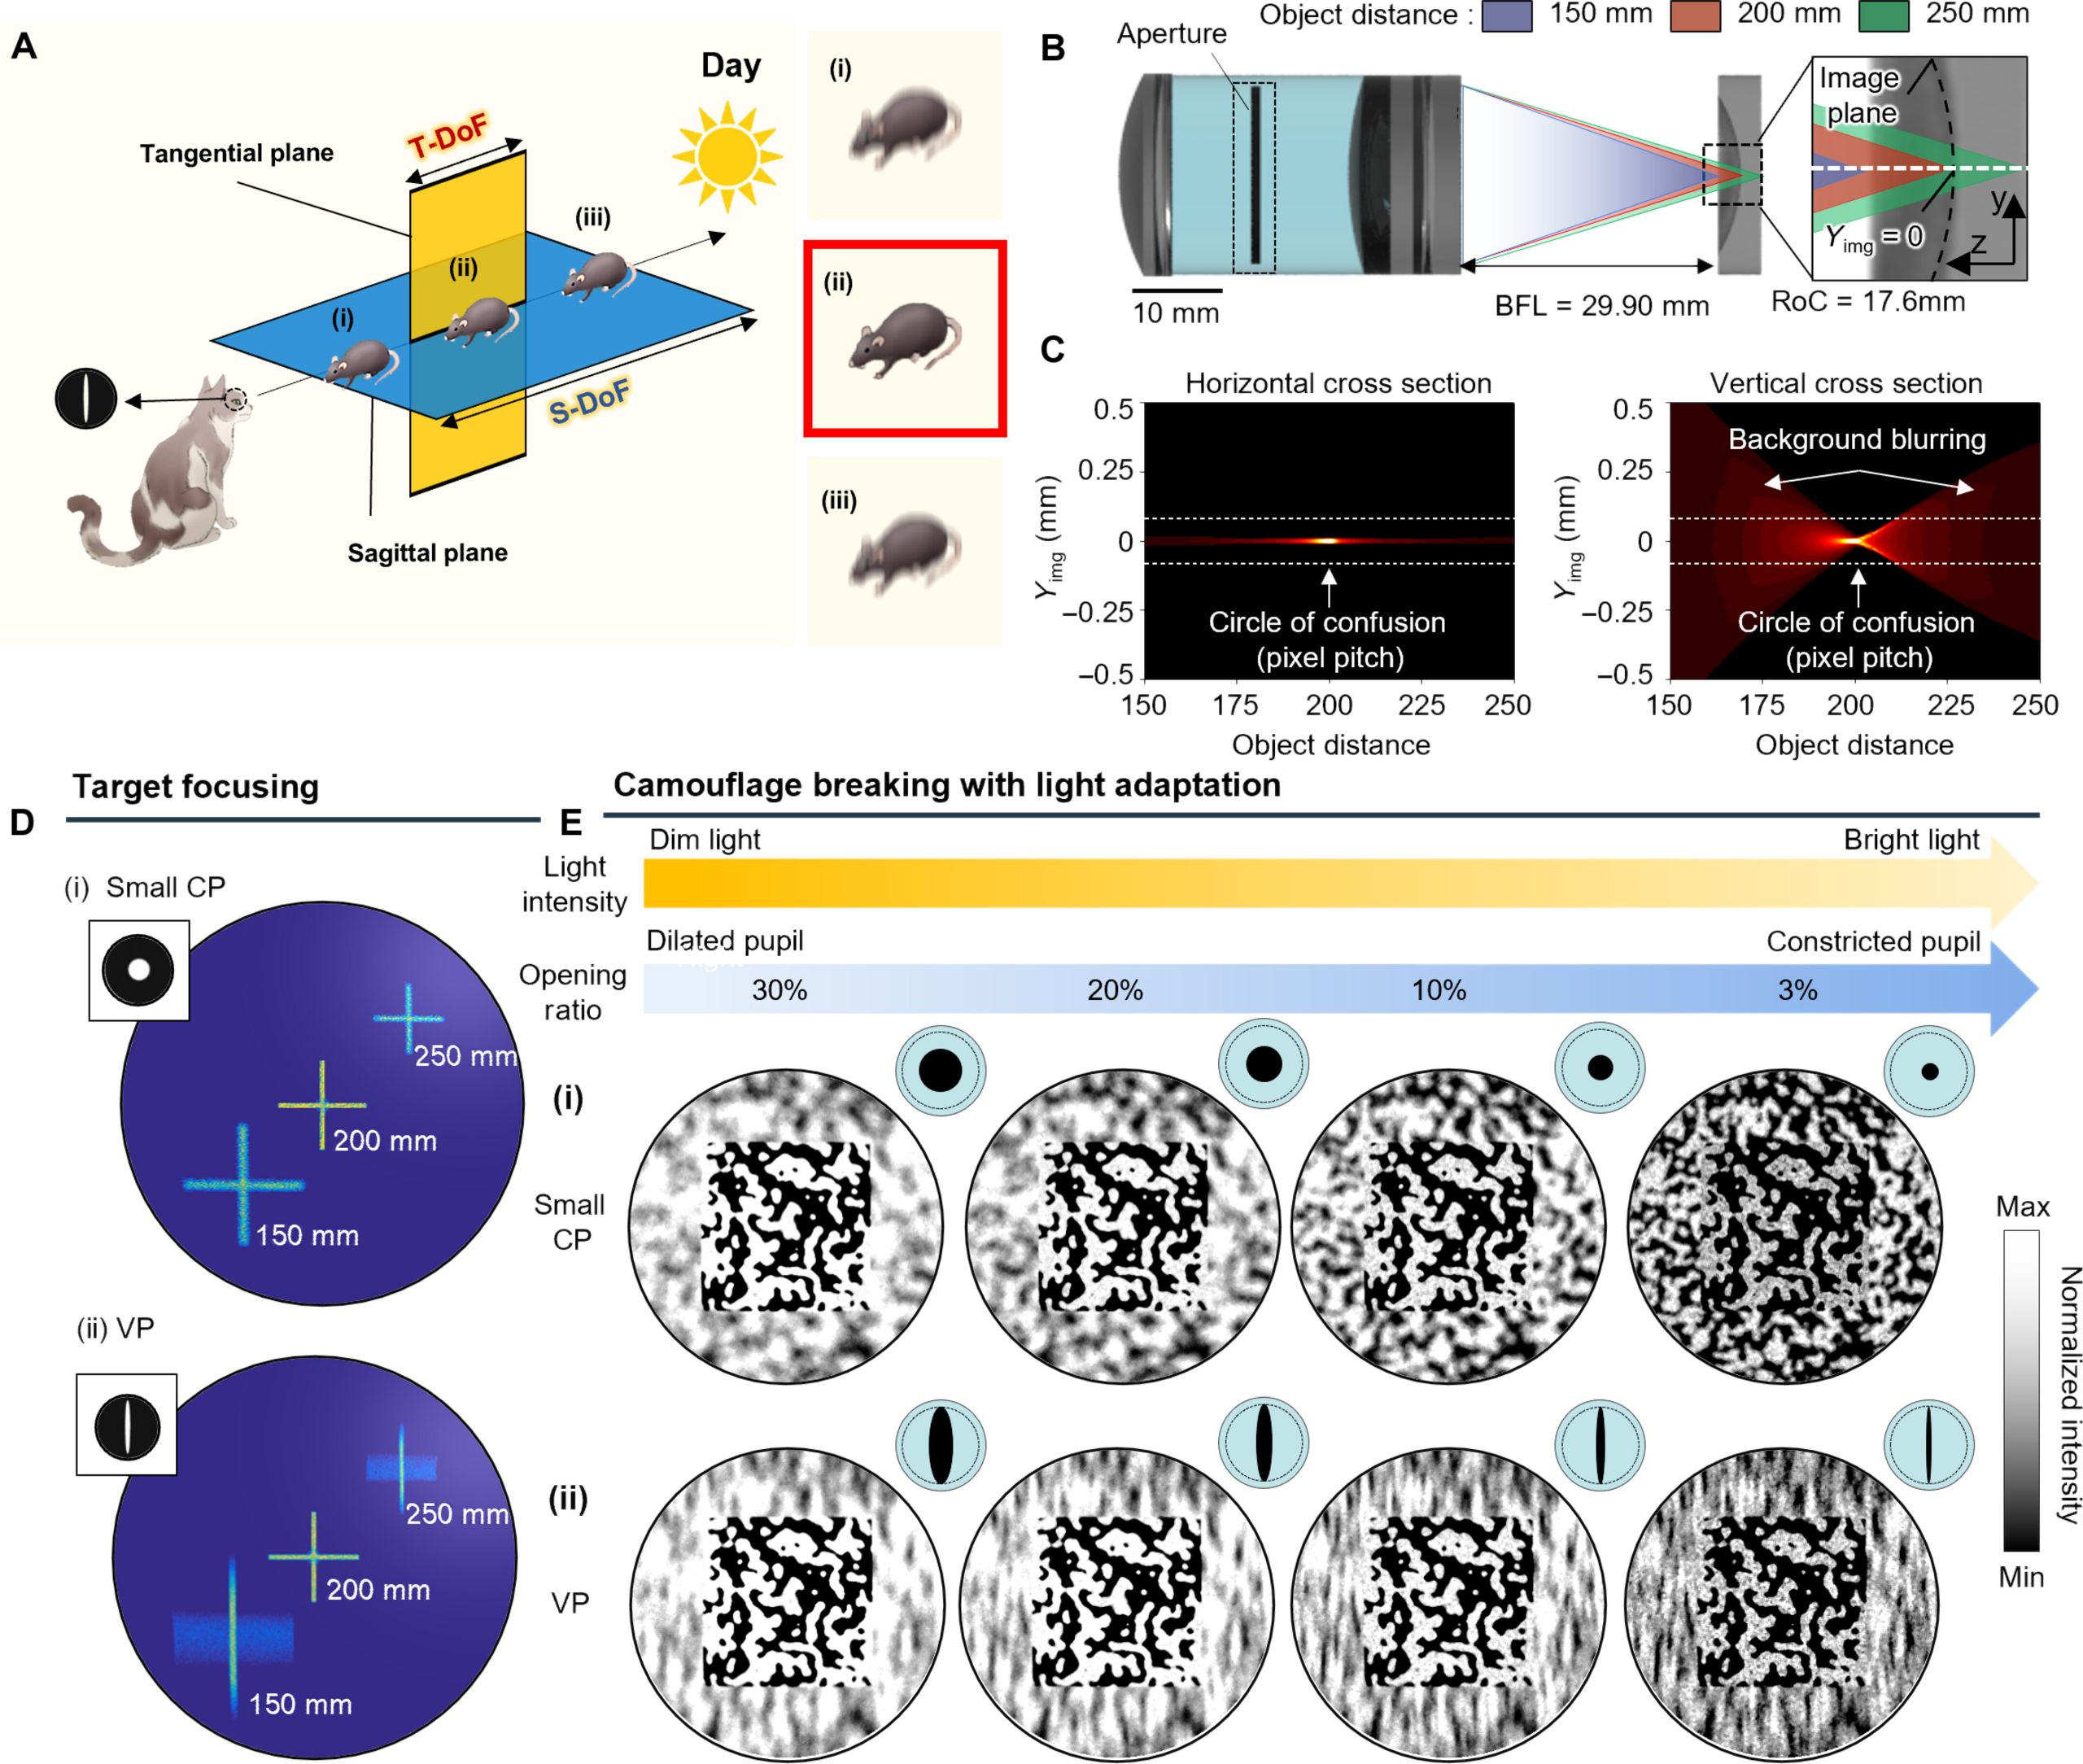 A
Day
T-DoF
Tangential plane
(i)
(ii)
(iii)
S-DoF
Sagittal plane
(i)
(ii)
(iii)
Object distance : 150 mm 200 mm 250 mm
B
Aperture
Image
plane
Yimg = 0
y
z
10 mm
BFL = 29.90 mm
RoC = 17.6mm
C
Horizontal cross section
Yimg (mm)
0.5
0.25
0
−0.25
−0.5
Circle of confusion
(pixel pitch)
150 175 200 225 250
Object distance
Vertical cross section
Yimg (mm)
0.5
0.25
0
−0.25
−0.5
Background blurring
Circle of confusion
(pixel pitch)
150 175 200 225 250
Object distance
Target focusing
D
(i) Small CP
250 mm
200 mm
150 mm
(ii) VP
250 mm
200 mm
150 mm
Camouflage breaking with light adaptation
E
Dim light Bright light
Light
intensity
Dilated pupil Constricted pupil
Night
Opening
ratio
30% 20% 10% 3%
(i)
Small
CP
(ii)
VP
Max
Normalized intensity
Min